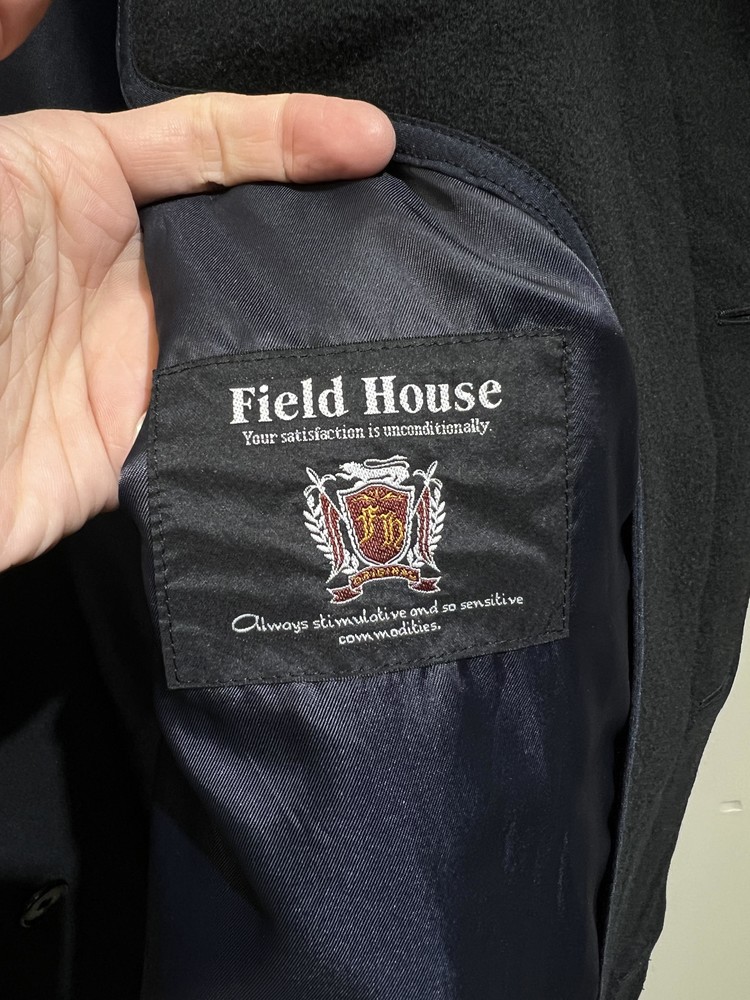 Field House
Your satisfaction is unconditionally.
fh
ORIGINAL
Always stimulative and so sensitive
commodities.